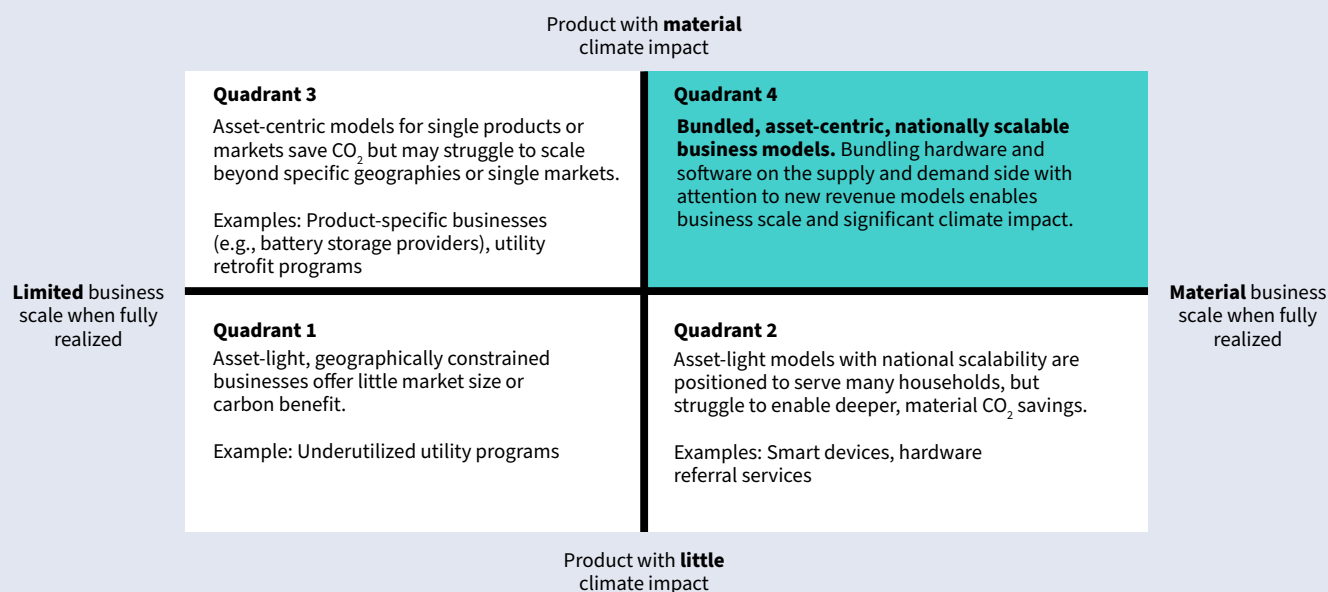 Product with material
climate impact
Quadrant 3
Asset-centric models for single products or
markets save CO2 but may struggle to scale
beyond specific geographies or single markets.
Examples: Product-specific businesses
(e.g., battery storage providers), utility
retrofit programs
Quadrant 4
Bundled, asset-centric, nationally scalable
business models. Bundling hardware and
software on the supply and demand side with
attention to new revenue models enables
business scale and significant climate impact.
Limited business
scale when fully
realized
Material business
scale when fully
realized
Quadrant 1
Asset-light, geographically constrained
businesses offer little market size or
carbon benefit.
Example: Underutilized utility programs
Quadrant 2
Asset-light models with national scalability are
positioned to serve many households, but
struggle to enable deeper, material CO2 savings.
Examples: Smart devices, hardware
referral services
Product with little
climate impact